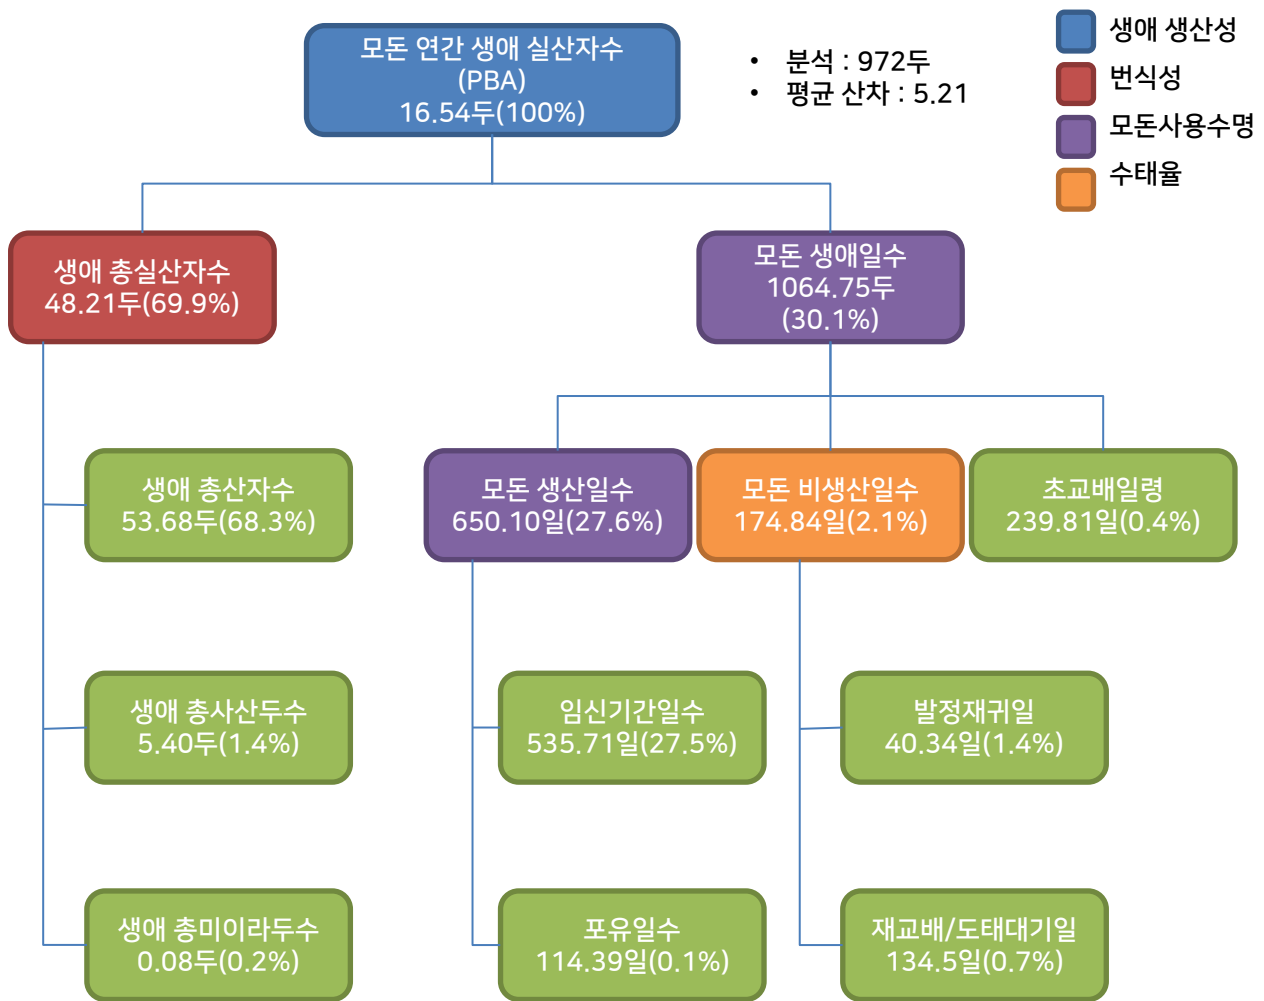 모돈 연간 생애 실산자수
(PBA)
16.54두(100%)
• 분석 : 972두
• 평균 산차 : 5.21
생애 생산성
번식성
모돈사용수명
수태율
생애 총실산자수
48.21두(69.9%)
모돈 생애일수
1064.75두
(30.1%)
생애 총산자수
53.68두(68.3%)
모돈 생산일수
650.10일(27.6%)
모돈 비생산일수
174.84일(2.1%)
초교배일령
239.81일(0.4%)
생애 총사산두수
5.40두(1.4%)
임신기간일수
535.71일(27.5%)
발정재귀일
40.34일(1.4%)
생애 총미이라두수
0.08두(0.2%)
포유일수
114.39일(0.1%)
재교배/도태대기일
134.5일(0.7%)